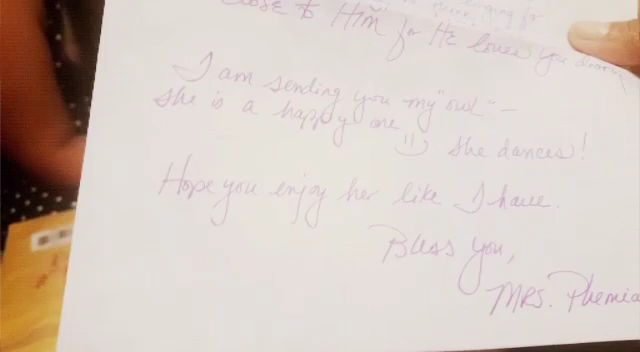 close to Him for He loves you dearly
I am sending you my "owl" —
she is a happy one She dances!
Hope you enjoy her like I have.
Bless you,
Mrs. Phemia